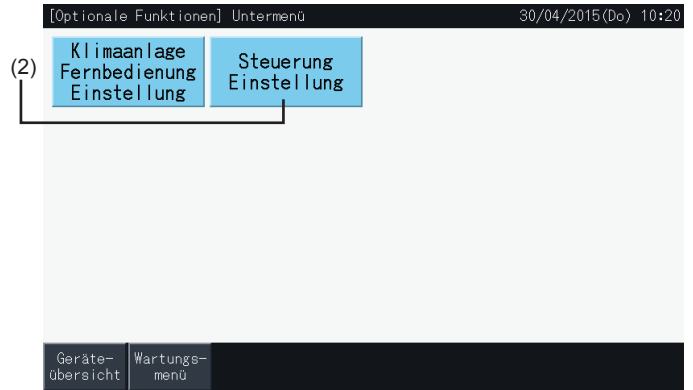 [Optionale Funktionen] Untermenü 30/04/2015(Do) 10:20
(2)
Klimaanlage
Fernbedienung
Einstellung
Steuerung
Einstellung
Geräte-
übersicht
Wartungs-
menü